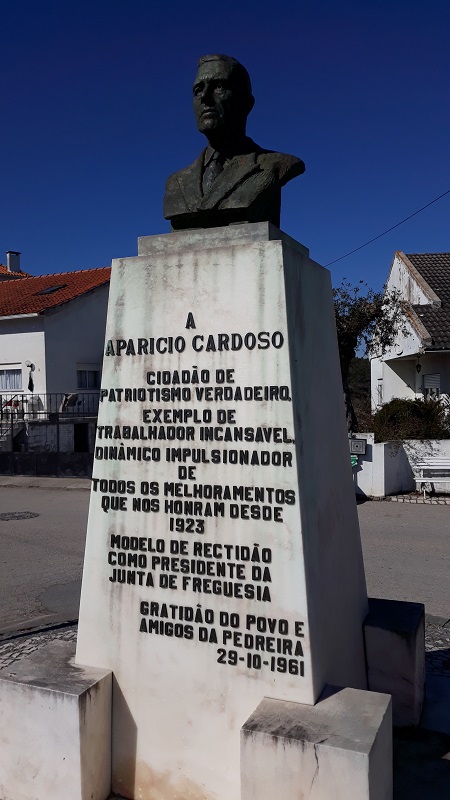 A
APARICIO CARDOSO
CIDADÃO DE
PATRIOTISMO VERDADEIRO,
EXEMPLO DE
TRABALHADOR INCANSAVEL,
DINÀMICO IMPULSIONADOR
DE
TODOS OS MELHORAMENTOS
QUE NOS HONRAM DESDE
1923
MODELO DE RECTIDÃO
COMO PRESIDENTE DA
JUNTA DE FREGUESIA
GRATIDÃO DO POVO E
AMIGOS DA PEDREIRA
29-10-1961